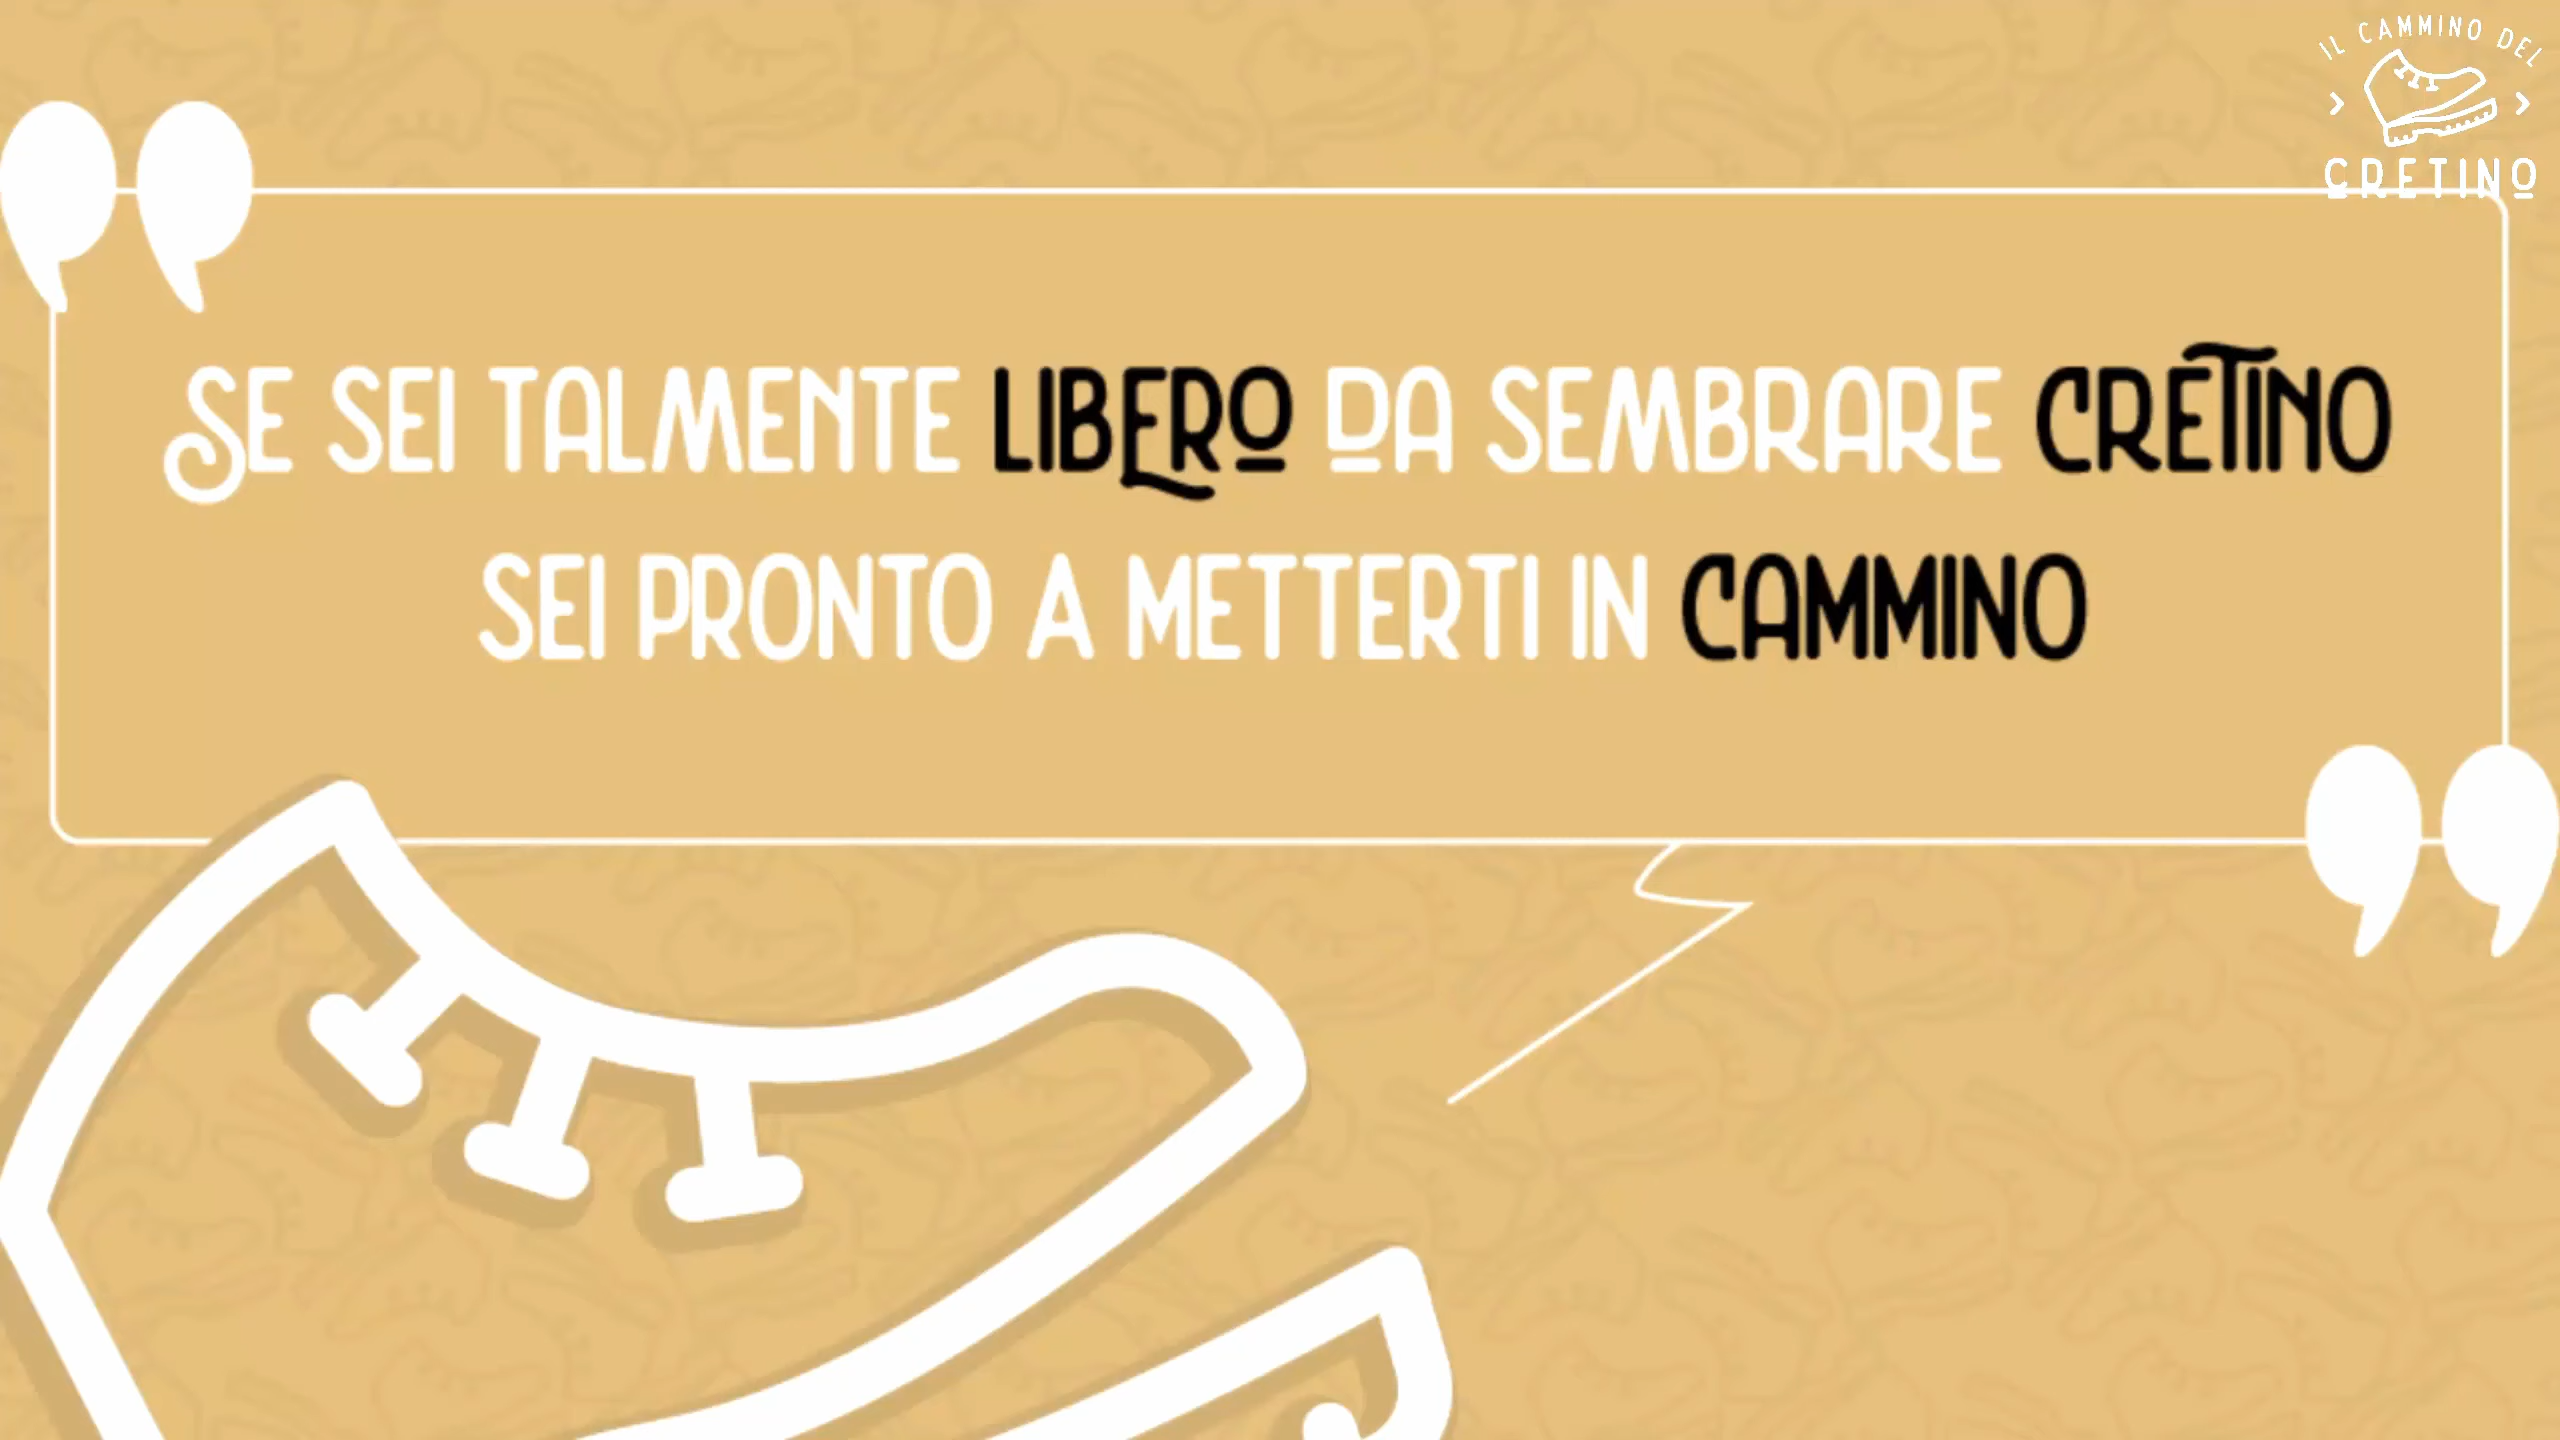 IL CAMMINO DEL
CRETINO
SE SEI TALMENTE LIBERO DA SEMBRARE CRETINO
SEI PRONTO A METTERTI IN CAMMINO